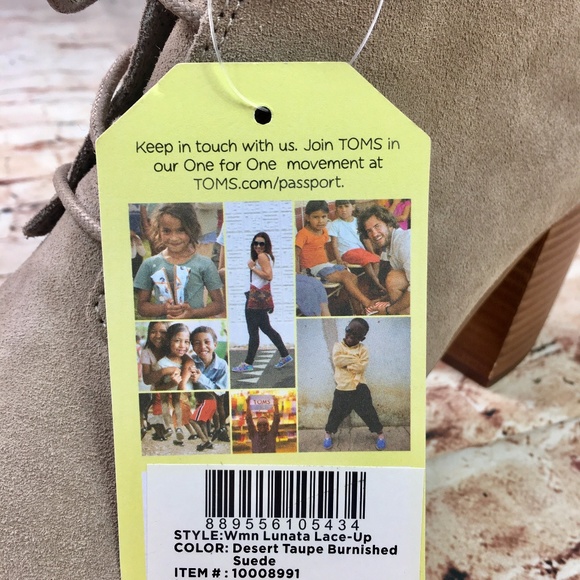 Keep in touch with us. Join TOMS in
our One for One movement at
TOMS.com/passport.
TOMS
889556105434
STYLE:Wmn Lunata Lace-Up
COLOR: Desert Taupe Burnished
Suede
ITEM # : 10008991